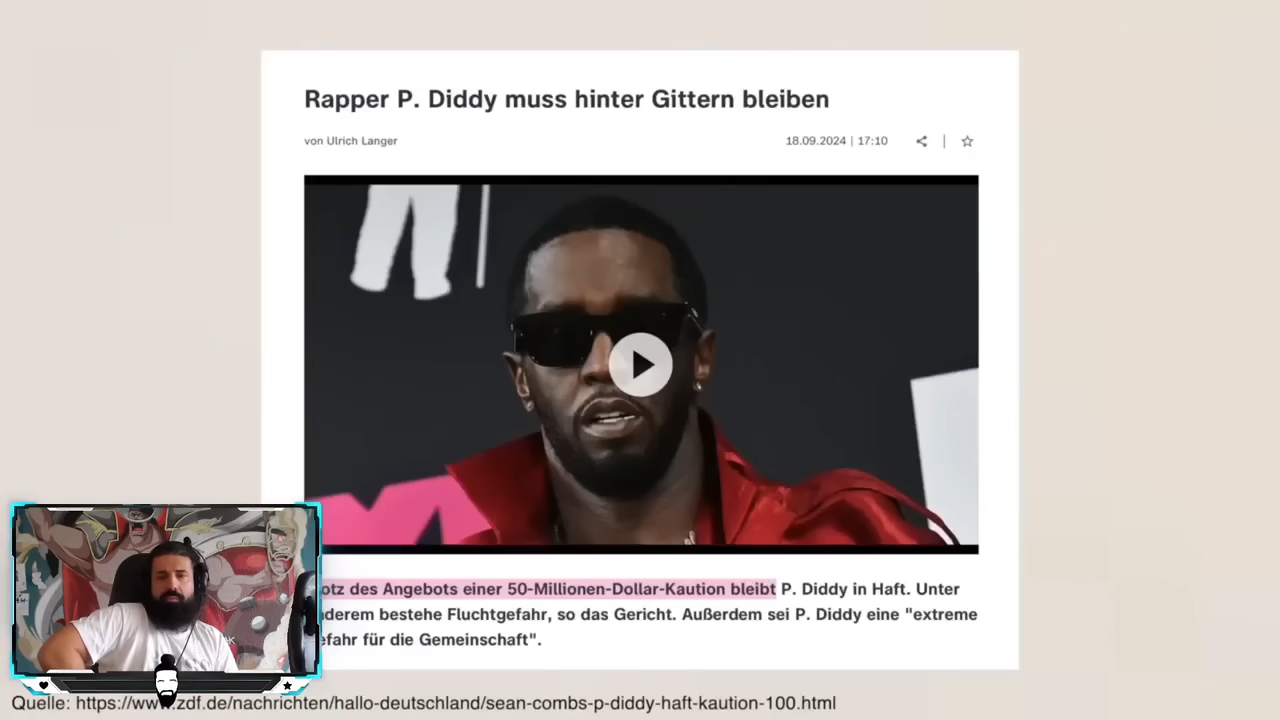 Rapper P. Diddy muss hinter Gittern bleiben
von Ulrich Langer 18.09.2024 | 17:10
otz des Angebots einer 50-Millionen-Dollar-Kaution bleibt P. Diddy in Haft. Unter
nderem bestehe Fluchtgefahr, so das Gericht. Außerdem sei P. Diddy eine "extreme
efahr für die Gemeinschaft".
Quelle: https://www.zdf.de/nachrichten/hallo-deutschland/sean-combs-p-diddy-haft-kaution-100.html